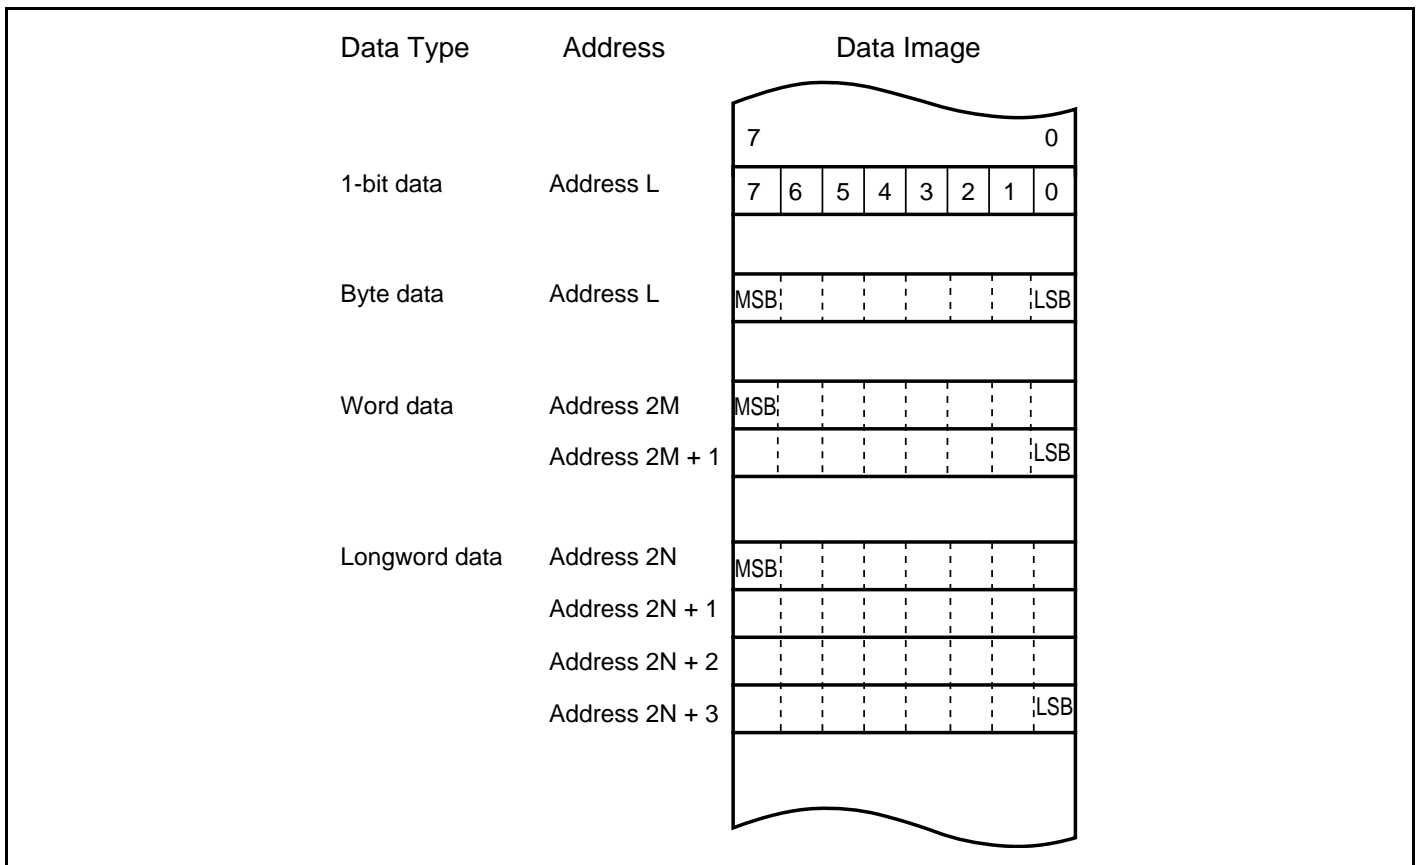 Data Type Address Data Image
7 0
1-bit data Address L 7 6 5 4 3 2 1 0
Byte data Address L MSB LSB
Word data Address 2M MSB
Address 2M + 1 LSB
Longword data Address 2N MSB
Address 2N + 1
Address 2N + 2
Address 2N + 3 LSB